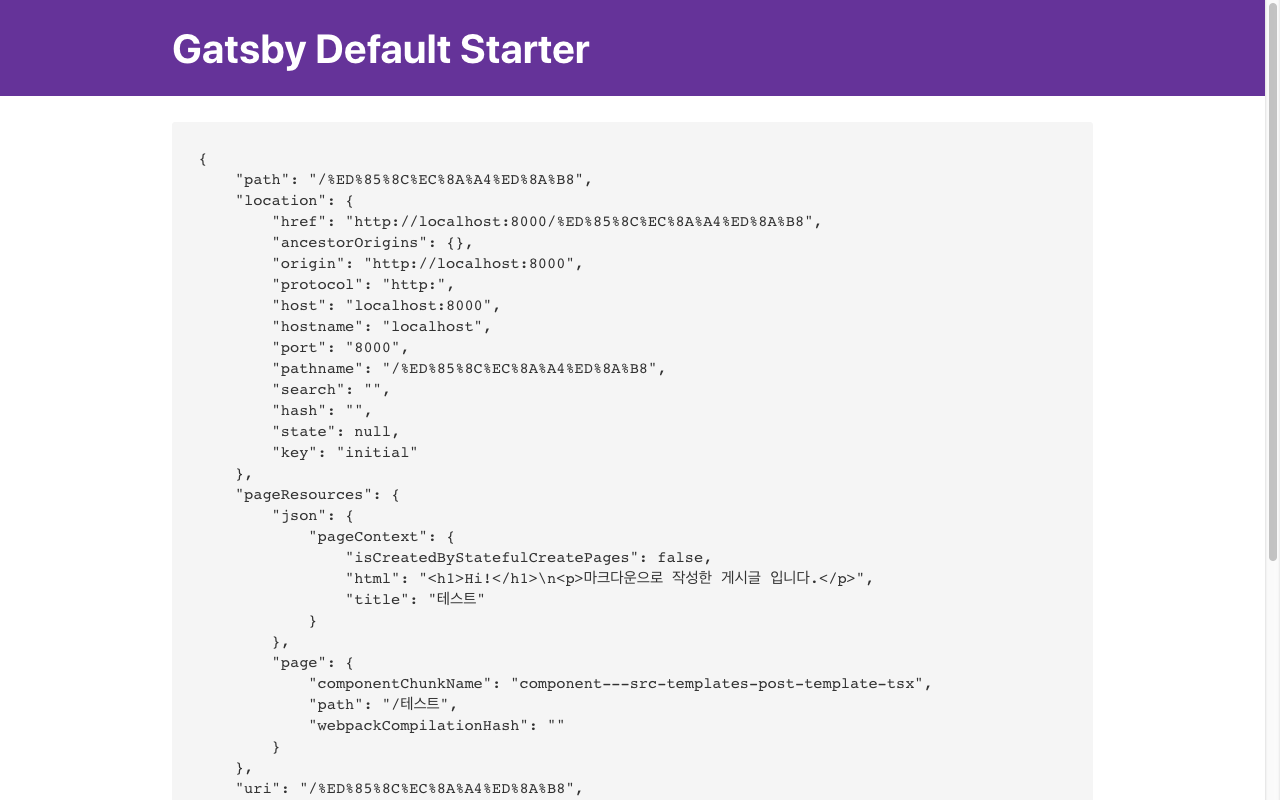 Gatsby Default Starter
{
    "path": "/%ED%85%8C%EC%8A%A4%ED%8A%B8",
    "location": {
        "href": "http://localhost:8000/%ED%85%8C%EC%8A%A4%ED%8A%B8",
        "ancestorOrigins": {},
        "origin": "http://localhost:8000",
        "protocol": "http:",
        "host": "localhost:8000",
        "hostname": "localhost",
        "port": "8000",
        "pathname": "/%ED%85%8C%EC%8A%A4%ED%8A%B8",
        "search": "",
        "hash": "",
        "state": null,
        "key": "initial"
    },
    "pageResources": {
        "json": {
            "pageContext": {
                "isCreatedByStatefulCreatePages": false,
                "html": "<h1>Hi!</h1>\n<p>마크다운으로 작성한 게시글 입니다.</p>",
                "title": "테스트"
            }
        },
        "page": {
            "componentChunkName": "component---src-templates-post-template-tsx",
            "path": "/테스트",
            "webpackCompilationHash": ""
        }
    },
    "uri": "/%ED%85%8C%EC%8A%A4%ED%8A%B8",